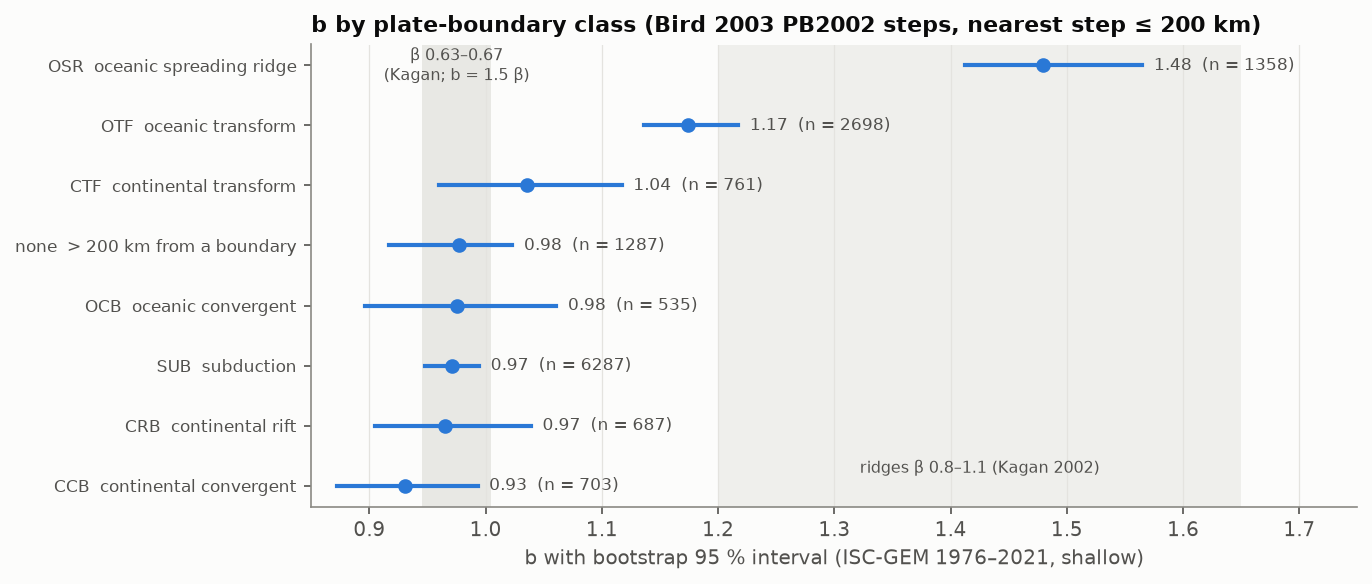 b by plate-boundary class (Bird 2003 PB2002 steps, nearest step ≤ 200 km)
β 0.63–0.67
(Kagan; b = 1.5 β)
OSR  oceanic spreading ridge
1.48  (n = 1358)
OTF  oceanic transform
1.17  (n = 2698)
CTF  continental transform
1.04  (n = 761)
none  > 200 km from a boundary
0.98  (n = 1287)
OCB  oceanic convergent
0.98  (n = 535)
SUB  subduction
0.97  (n = 6287)
CRB  continental rift
0.97  (n = 687)
ridges β 0.8–1.1 (Kagan 2002)
CCB  continental convergent
0.93  (n = 703)
0.9 1.0 1.1 1.2 1.3 1.4 1.5 1.6 1.7
b with bootstrap 95 % interval (ISC-GEM 1976–2021, shallow)